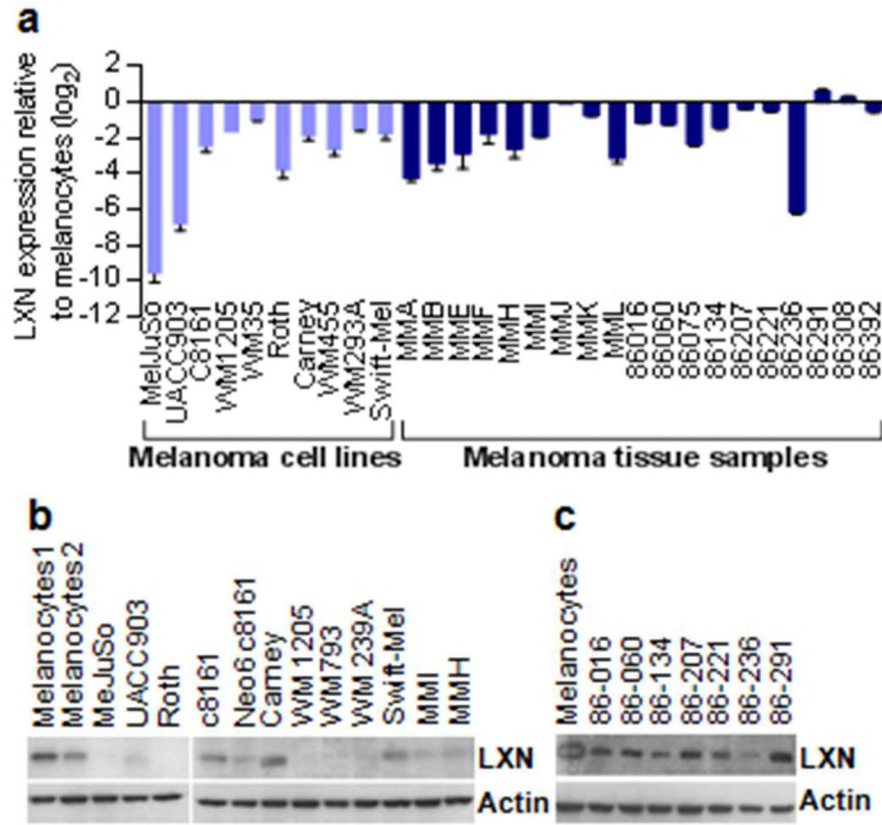 a
LXN expression relative
to melanocytes (log2)
2
0
-2
-4
-6
-8
-10
-12
MelJuSo
UACC903
C8161
WM1205
WM35
Roth
Carney
WM455
WM293A
Swift-Mel
MMA
MMB
MME
MMF
MMH
MMI
MMJ
MMK
MML
86016
86060
86075
86134
86207
86221
86236
86291
86308
86392
Melanoma cell lines
Melanoma tissue samples
b
Melanocytes1
Melanocytes 2
MeJuSo
UACC903
Roth
c8161
Neo6 c8161
Carney
WM 1205
WM793
WM 239A
Swift-Mel
MMI
MMH
LXN
Actin
c
Melanocytes
86-016
86-060
86-134
86-207
86-221
86-236
86-291
LXN
Actin